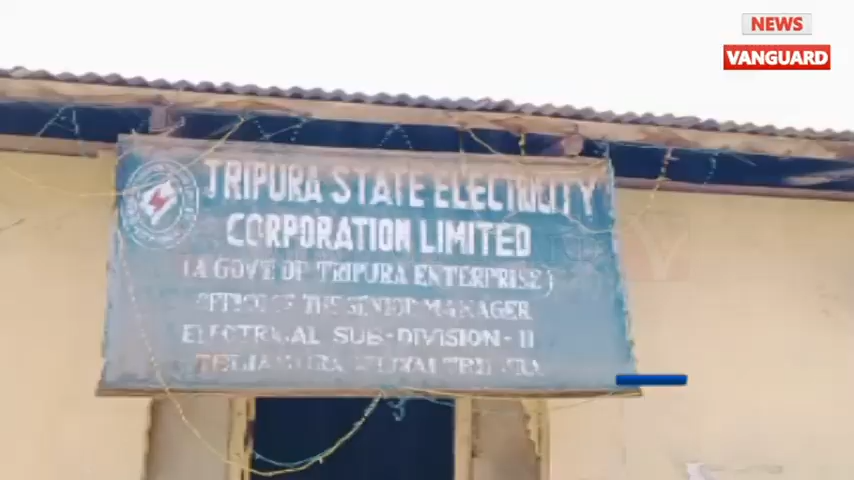 NEWS
VANGUARD
TRIPURA STATE ELECTRICITY
CORPORATION LIMITED
(A GOVT OF TRIPURA ENTERPRISE)
OFFICE OF THE SENIOR MANAGER
ELECTRICAL SUB-DIVISION-II